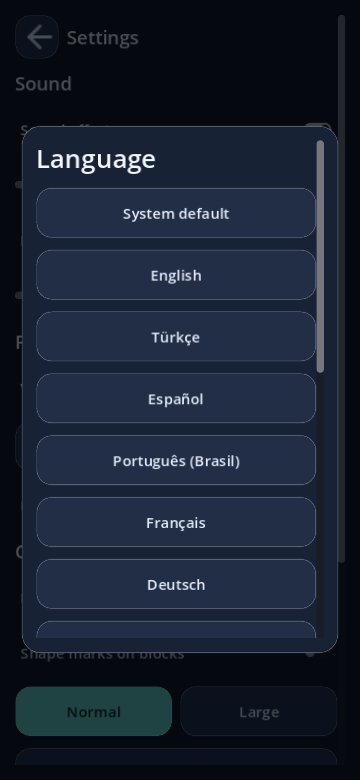 Settings
Sound
Language
System default
English
Türkçe
Español
Português (Brasil)
Français
Deutsch
Shape marks on blocks
Normal
Large